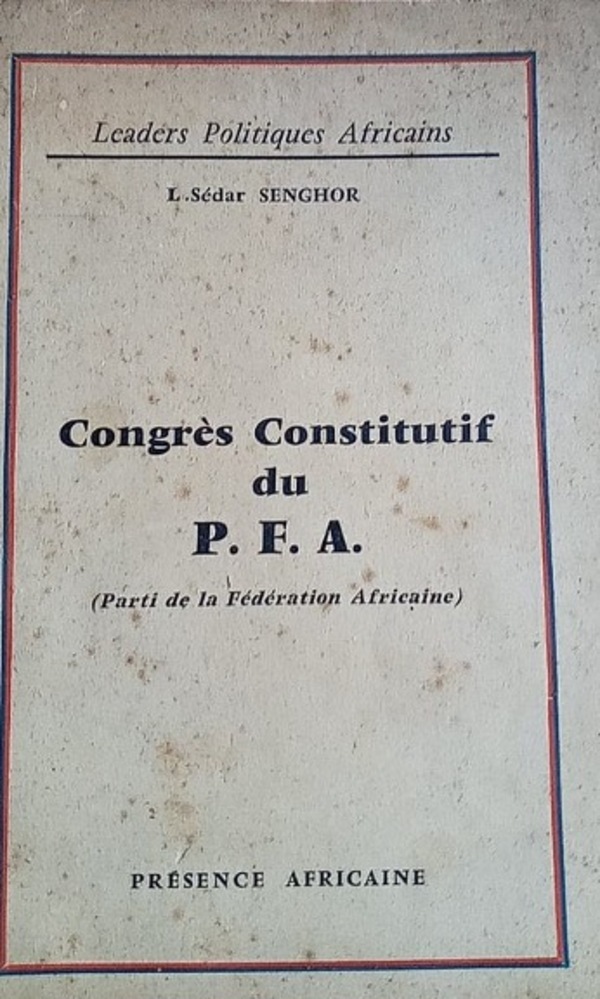 Leaders Politiques Africains
L.Sédar SENGHOR
Congrès Constitutif
du
P. F. A.
(Parti de la Fédération Africaine)
PRÉSENCE AFRICAINE